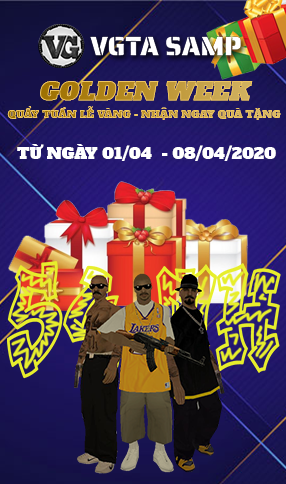 VG VGTA SAMP
GOLDEN WEEK
QUẨY TUẦN LỄ VÀNG - NHẬN NGAY QUÀ TẶNG
TỪ NGÀY 01/04 - 08/04/2020
LAKERS